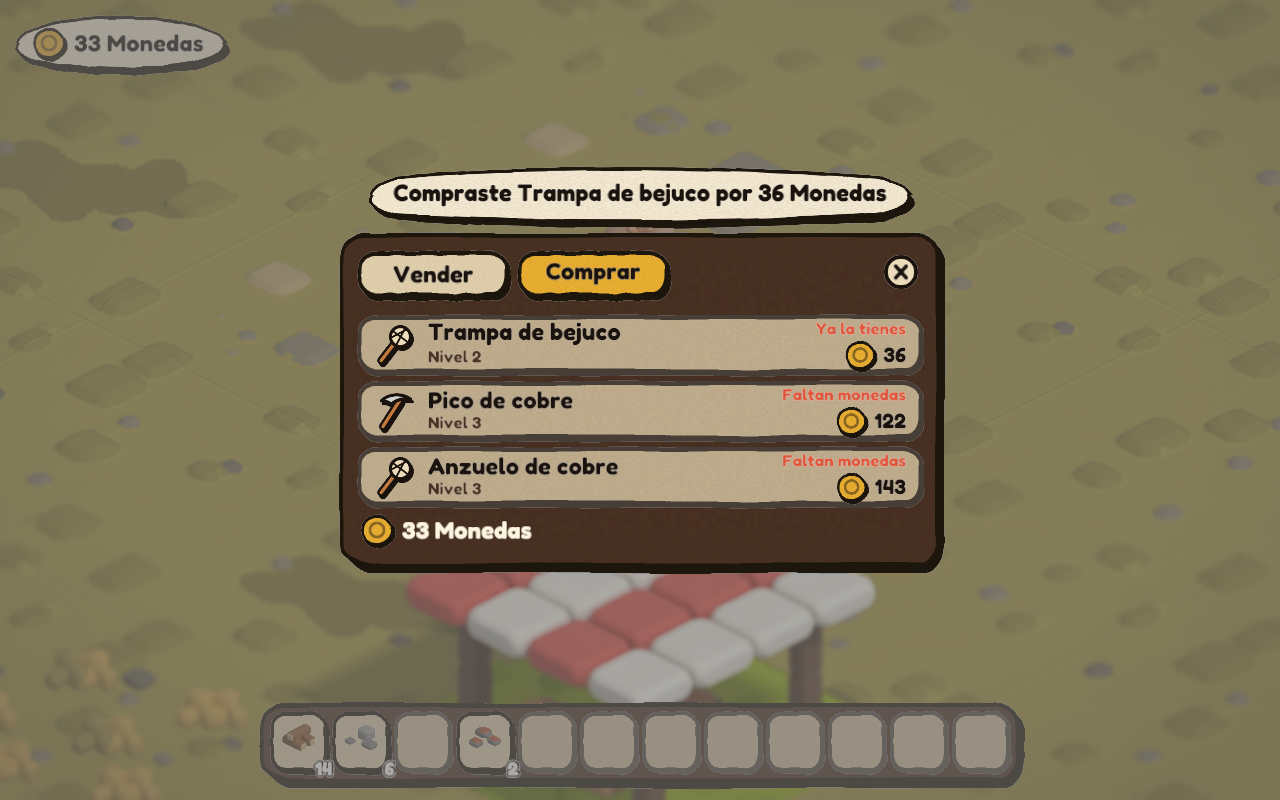 33 Monedas
Compraste Trampa de bejuco por 36 Monedas
Vender
Comprar
Trampa de bejuco
Nivel 2
Ya la tienes
36
Pico de cobre
Nivel 3
Faltan monedas
122
Anzuelo de cobre
Nivel 3
Faltan monedas
143
33 Monedas
14
6
2